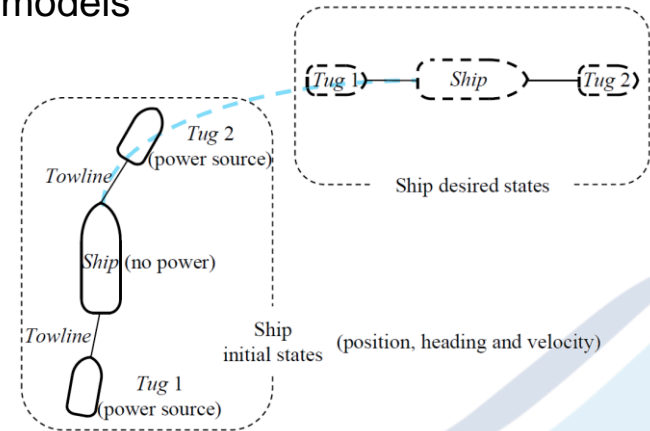 models
Tug 1
Ship
Tug 2
Ship desired states
Tug 2
(power source)
Towline
Ship (no power)
Towline
Ship
initial states
(position, heading and velocity)
Tug 1
(power source)